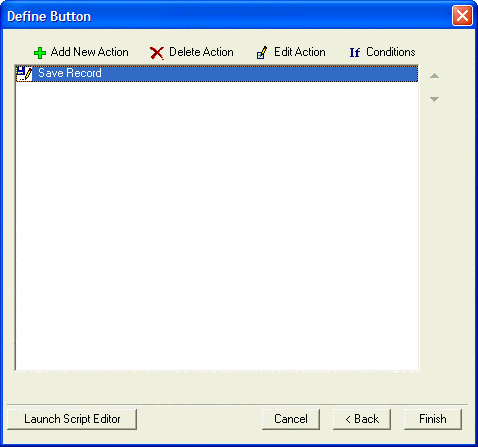 Define Button
Add New Action Delete Action Edit Action If Conditions
Save Record
Launch Script Editor Cancel < Back Finish